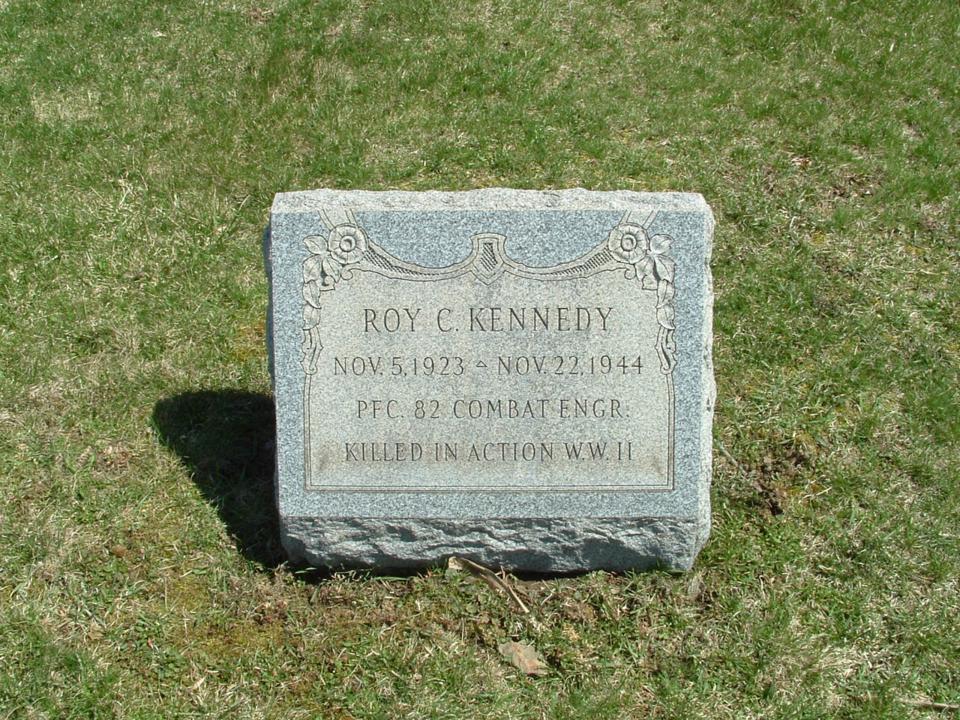 ROY C. KENNEDY
NOV. 5, 1923 - NOV. 22, 1944
PFC. 82 COMBAT ENGR.
KILLED IN ACTION W.W. II